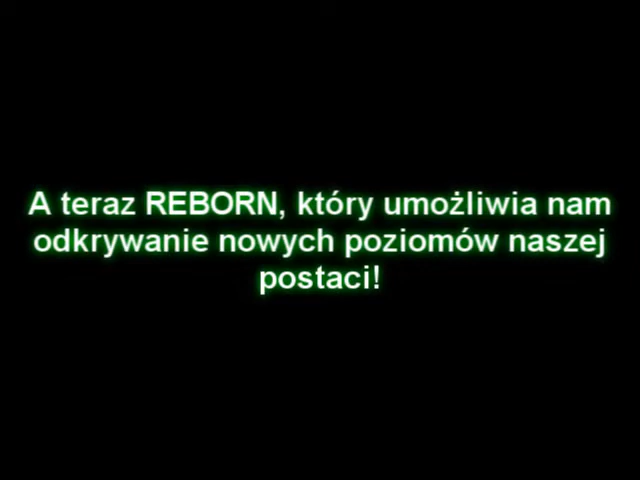 A teraz REBORN, który umożliwia nam
odkrywanie nowych poziomów naszej
postaci!